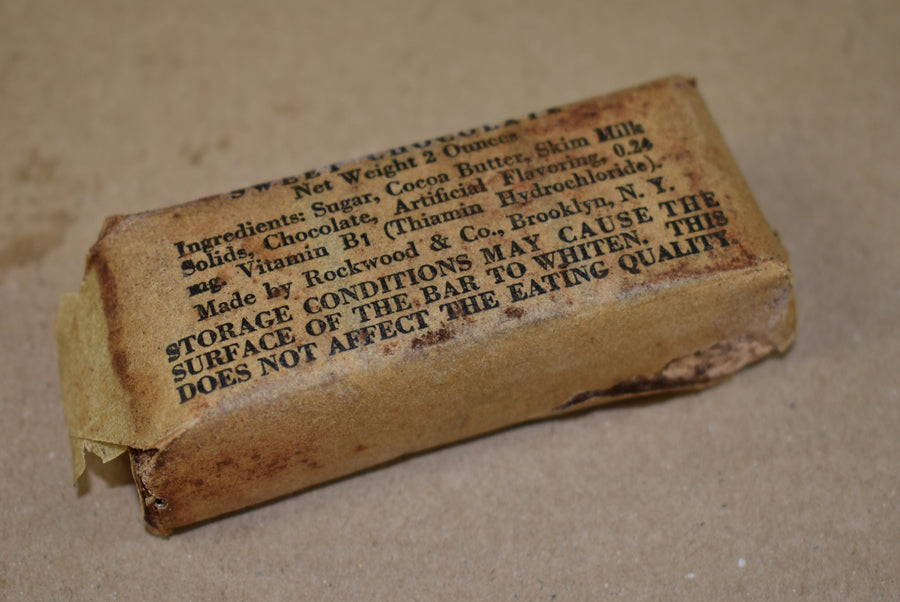 SWEET CHOCOLATE
Net Weight 2 Ounces
Ingredients: Sugar, Cocoa Butter, Skim Milk
Solids, Chocolate, Artificial Flavoring, 0.24
mg. Vitamin B1 (Thiamin Hydrochloride).
Made by Rockwood & Co., Brooklyn, N. Y.
STORAGE CONDITIONS MAY CAUSE THE
SURFACE OF THE BAR TO WHITEN. THIS
DOES NOT AFFECT THE EATING QUALITY.